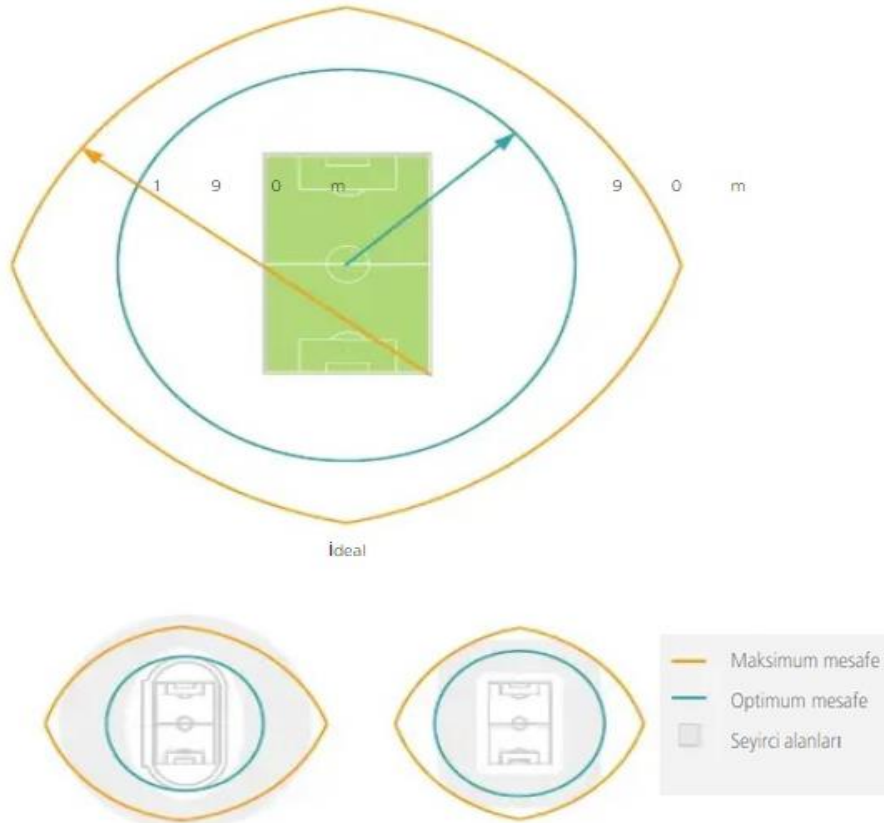 1 9 0 m 9 0 m
İdeal
Maksimum mesafe
Optimum mesafe
Seyirci alanları